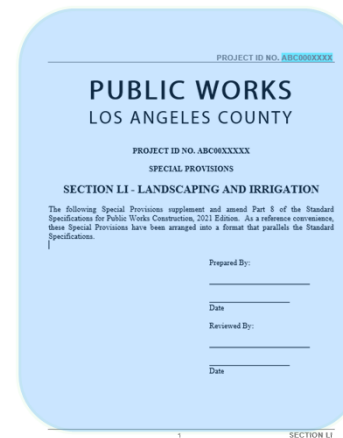 PROJECT ID NO. ABC000XXXX
PUBLIC WORKS
LOS ANGELES COUNTY
PROJECT ID NO. ABC00XXXXX
SPECIAL PROVISIONS
SECTION LI - LANDSCAPING AND IRRIGATION
The following Special Provisions supplement and amend Part 8 of the Standard
Specifications for Public Works Construction, 2021 Edition. As a reference convenience,
these Special Provisions have been arranged into a format that parallels the Standard
Specifications.
Prepared By:
Date
Reviewed By:
Date
1 SECTION LI